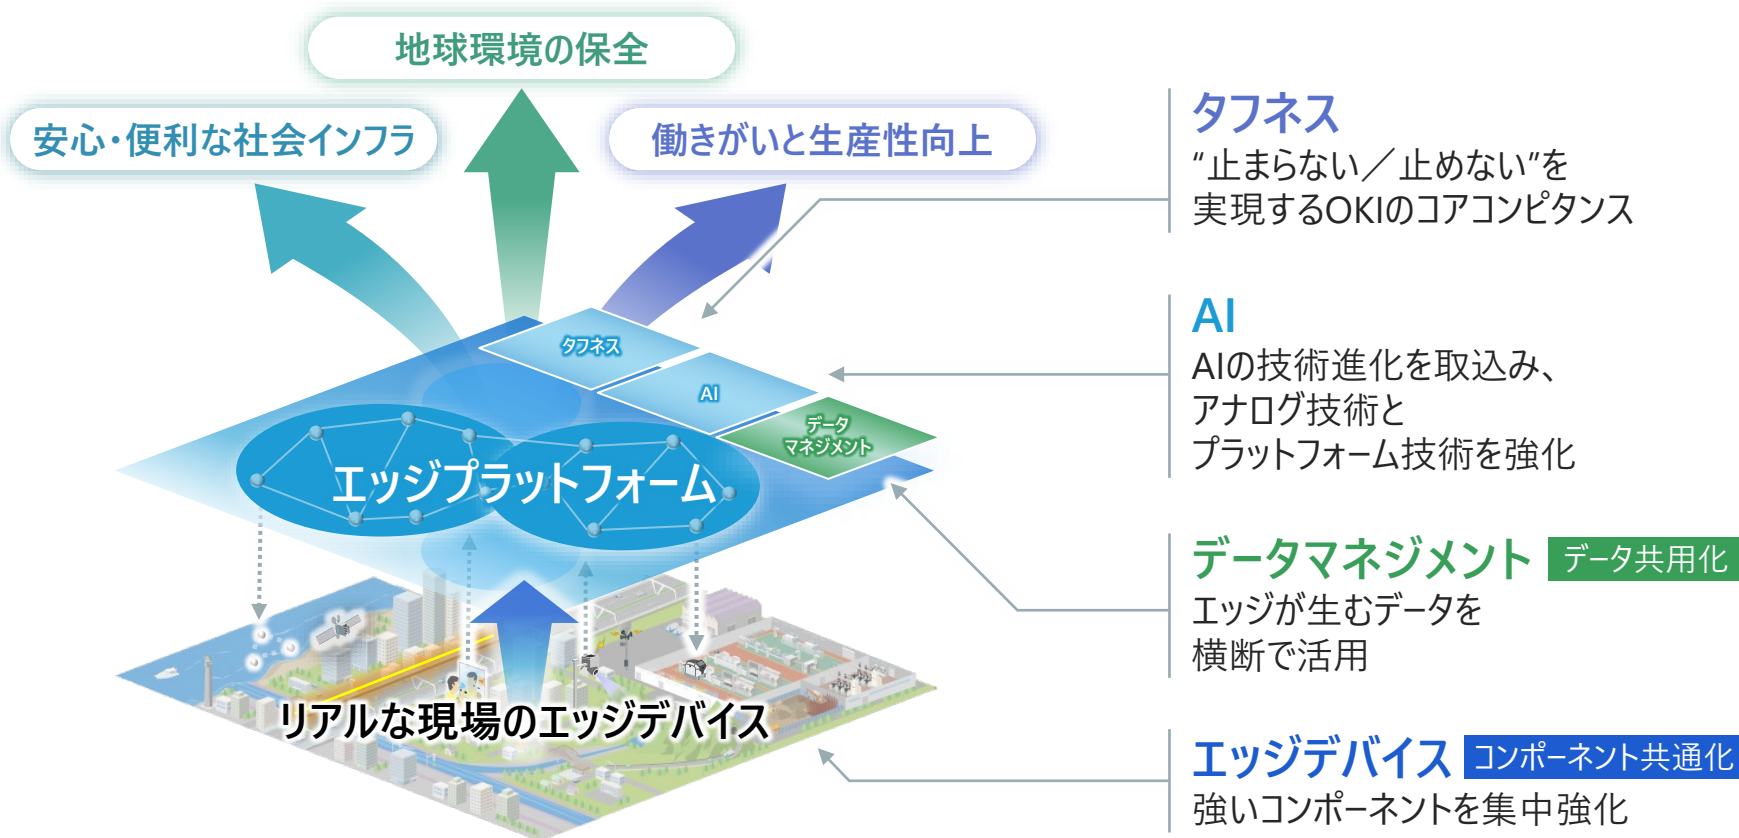 地球環境の保全
安心・便利な社会インフラ
働きがいと生産性向上
タフネス
AI
データ
マネジメント
エッジプラットフォーム
リアルな現場のエッジデバイス
タフネス
“止まらない／止めない”を
実現するOKIのコアコンピタンス
AI
AIの技術進化を取込み、
アナログ技術と
プラットフォーム技術を強化
データマネジメント データ共用化
エッジが生むデータを
横断で活用
エッジデバイス コンポーネント共通化
強いコンポーネントを集中強化